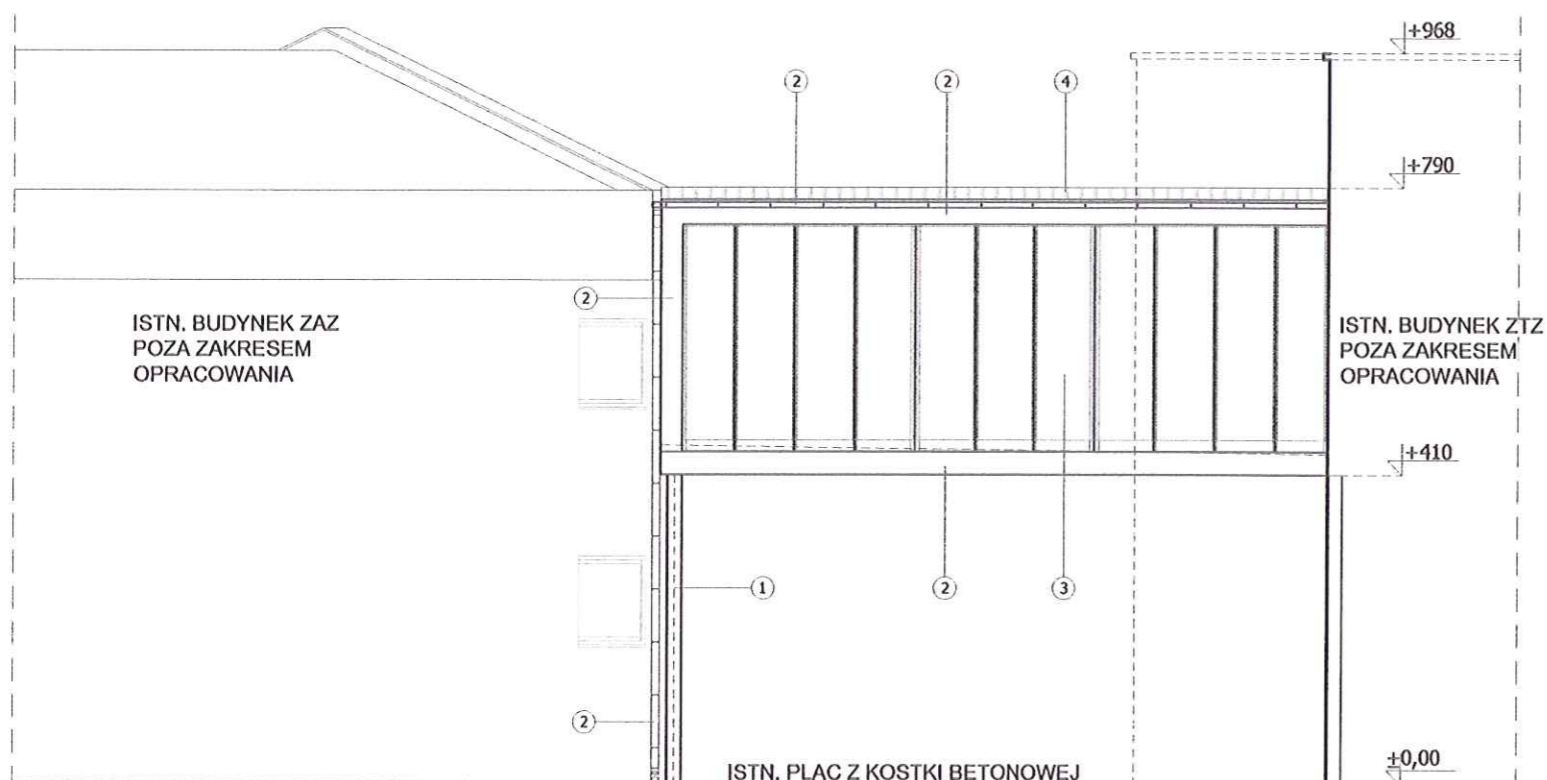 +968
2
2
4
+790
2
ISTN. BUDYNEK ZAZ
POZA ZAKRESEM
OPRACOWANIA
ISTN. BUDYNEK ZTZ
POZA ZAKRESEM
OPRACOWANIA
+410
1
2
3
2
ISTN. PLAC Z KOSTKI BETONOWEJ
±0,00